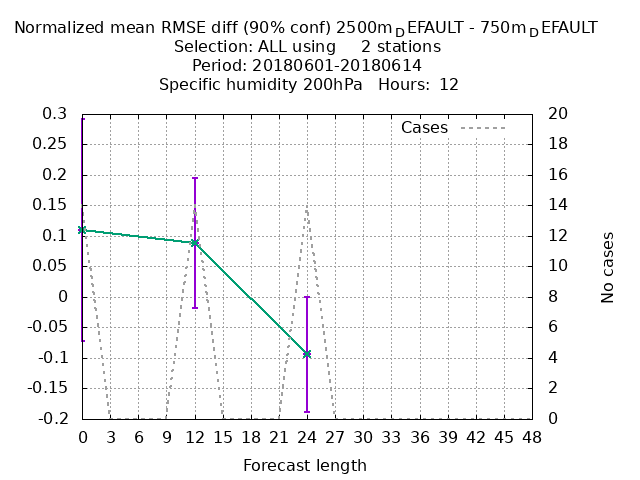 Normalized mean RMSE diff (90% conf) 2500m_DEFAULT - 750m_DEFAULT
Selection: ALL using     2 stations
Period: 20180601-20180614
Specific humidity 200hPa   Hours:  12
Cases
0.3
0.25
0.2
0.15
0.1
0.05
0
-0.05
-0.1
-0.15
-0.2
20
18
16
14
12
10
8
6
4
2
0
No cases
0 3 6 9 12 15 18 21 24 27 30 33 36 39 42 45 48
Forecast length